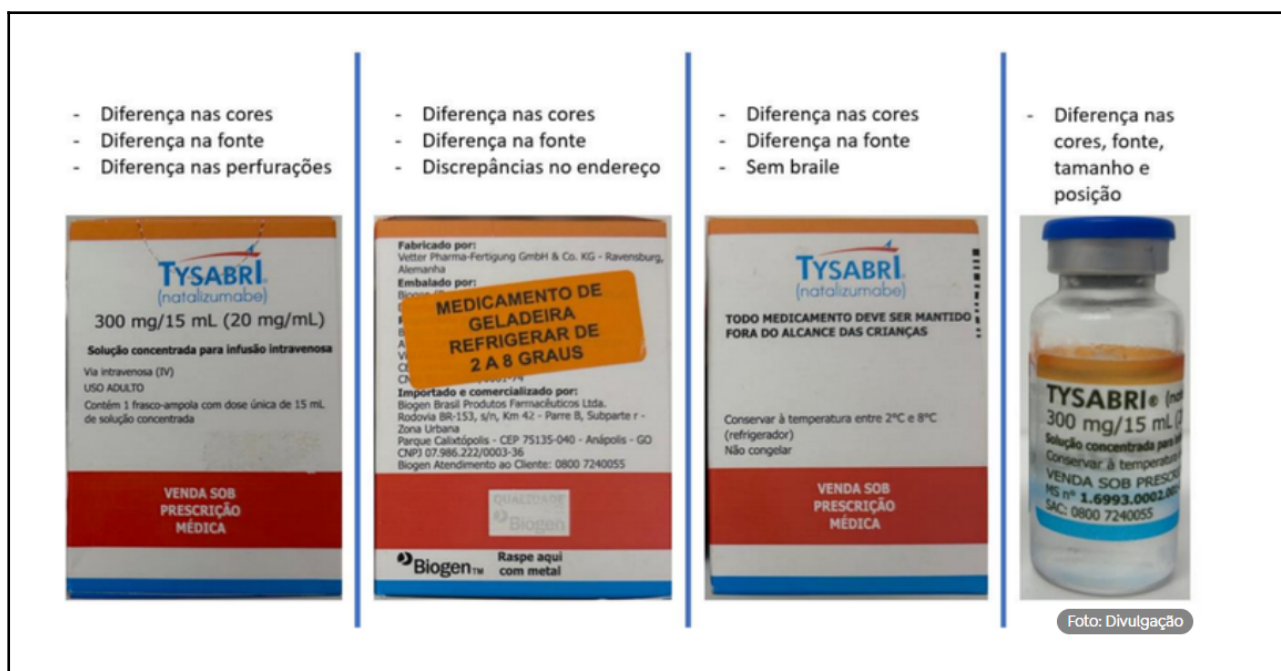 - Diferença nas cores
- Diferença na fonte
- Diferença nas perfurações
TYSABRI
(natalizumabe)
300 mg/15 mL (20 mg/mL)
Solução concentrada para infusão intravenosa
Via intravenosa (IV)
USO ADULTO
Contém 1 frasco-ampola com dose única de 15 mL
de solução concentrada
VENDA SOB
PRESCRIÇÃO
MÉDICA
- Diferença nas cores
- Diferença na fonte
- Discrepâncias no endereço
Fabricado por:
Vetter Pharma-Fertigung GmbH & Co. KG - Ravensburg,
Alemanha
Embalado por:
MEDICAMENTO DE
GELADEIRA
REFRIGERAR DE
2 A 8 GRAUS
Importado e comercializado por:
Biogen Brasil Produtos Farmacêuticos Ltda.
Rodovia BR-153, s/n, Km 42 - Parre B, Subparte r -
Zona Urbana
Parque Calixtópolis - CEP 75135-040 - Anápolis - GO
CNPJ 07.986.222/0003-36
Biogen Atendimento ao Cliente: 0800 7240055
QUALIDADE
Biogen
Biogen TM
Raspe aqui
com metal
- Diferença nas cores
- Diferença na fonte
- Sem braile
TYSABRI
(natalizumabe)
TODO MEDICAMENTO DEVE SER MANTIDO
FORA DO ALCANCE DAS CRIANÇAS
Conservar à temperatura entre 2°C e 8°C
(refrigerador)
Não congelar
VENDA SOB
PRESCRIÇÃO
MÉDICA
- Diferença nas
cores, fonte,
tamanho e
posição
TYSABRI®
300 mg/15 mL
Solução concentrada para
Conservar à temperatura
VENDA SOB
MS nº 1.6993.0002
SAC: 0800 7240055
Foto: Divulgação